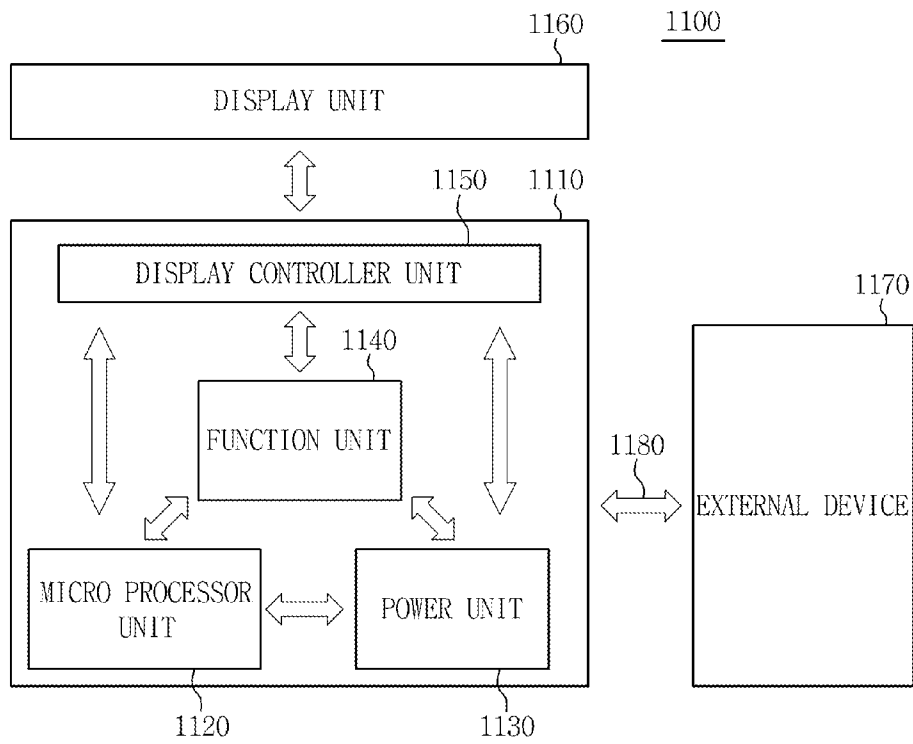 1160
1100
DISPLAY UNIT
1150
1110
DISPLAY CONTROLLER UNIT
1170
1140
FUNCTION UNIT
1180
EXTERNAL DEVICE
MICRO PROCESSOR
UNIT
POWER UNIT
1120
1130